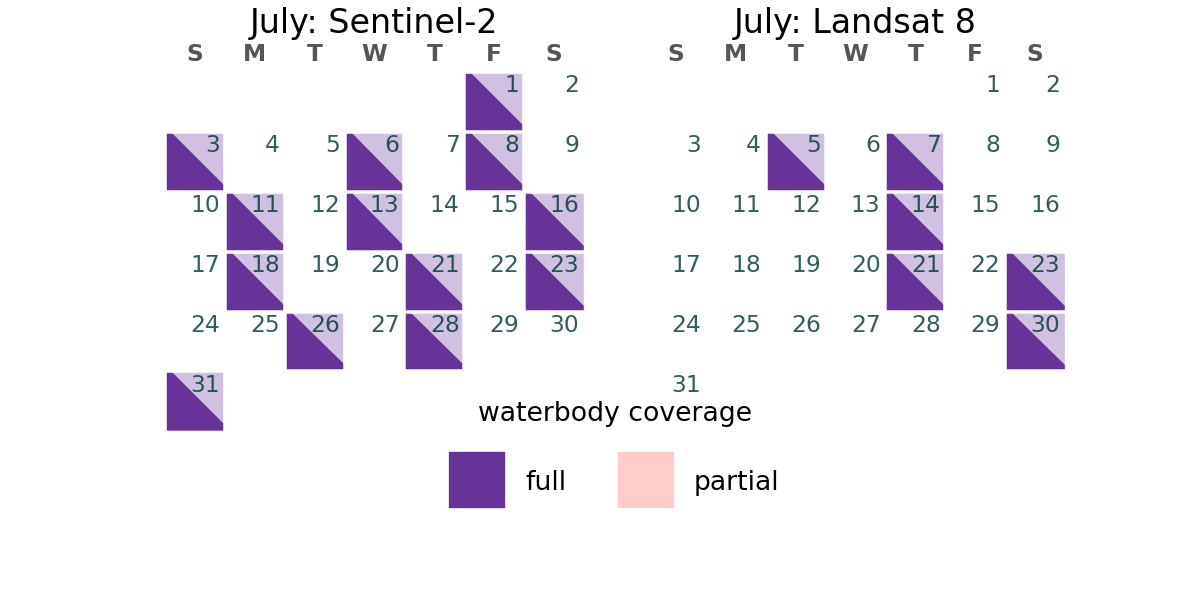 July: Sentinel-2
S M T W T F S
1 2
3 4 5 6 7 8 9
10 11 12 13 14 15 16
17 18 19 20 21 22 23
24 25 26 27 28 29 30
31
July: Landsat 8
S M T W T F S
1 2
3 4 5 6 7 8 9
10 11 12 13 14 15 16
17 18 19 20 21 22 23
24 25 26 27 28 29 30
31
waterbody coverage
full partial